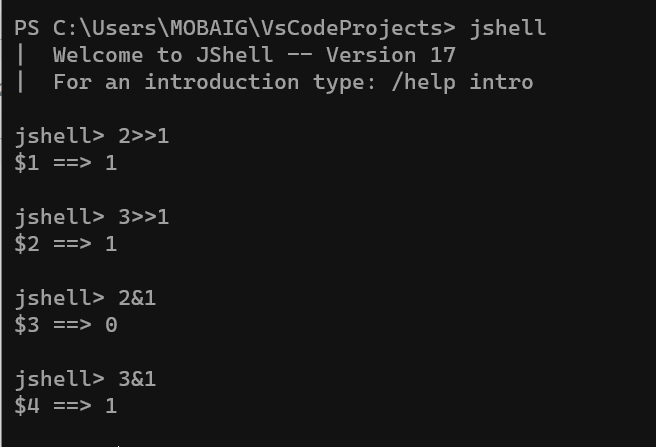 PS C:\Users\MOBAIG\VsCodeProjects> jshell
|  Welcome to JShell -- Version 17
|  For an introduction type: /help intro
jshell> 2>>1
$1 ==> 1
jshell> 3>>1
$2 ==> 1
jshell> 2&1
$3 ==> 0
jshell> 3&1
$4 ==> 1